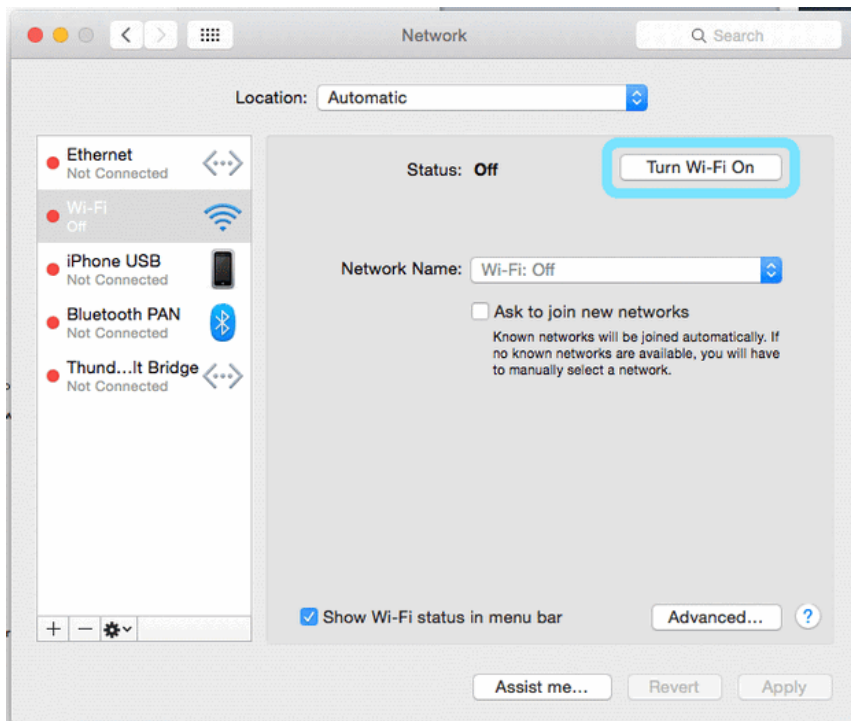 Network
Search
Location: Automatic
Ethernet
Not Connected
Wi-Fi
Off
iPhone USB
Not Connected
Bluetooth PAN
Not Connected
Thund...lt Bridge
Not Connected
Status: Off
Turn Wi-Fi On
Network Name: Wi-Fi: Off
Ask to join new networks
Known networks will be joined automatically. If
no known networks are available, you will have
to manually select a network.
Show Wi-Fi status in menu bar
Advanced...
?
Assist me...
Revert
Apply